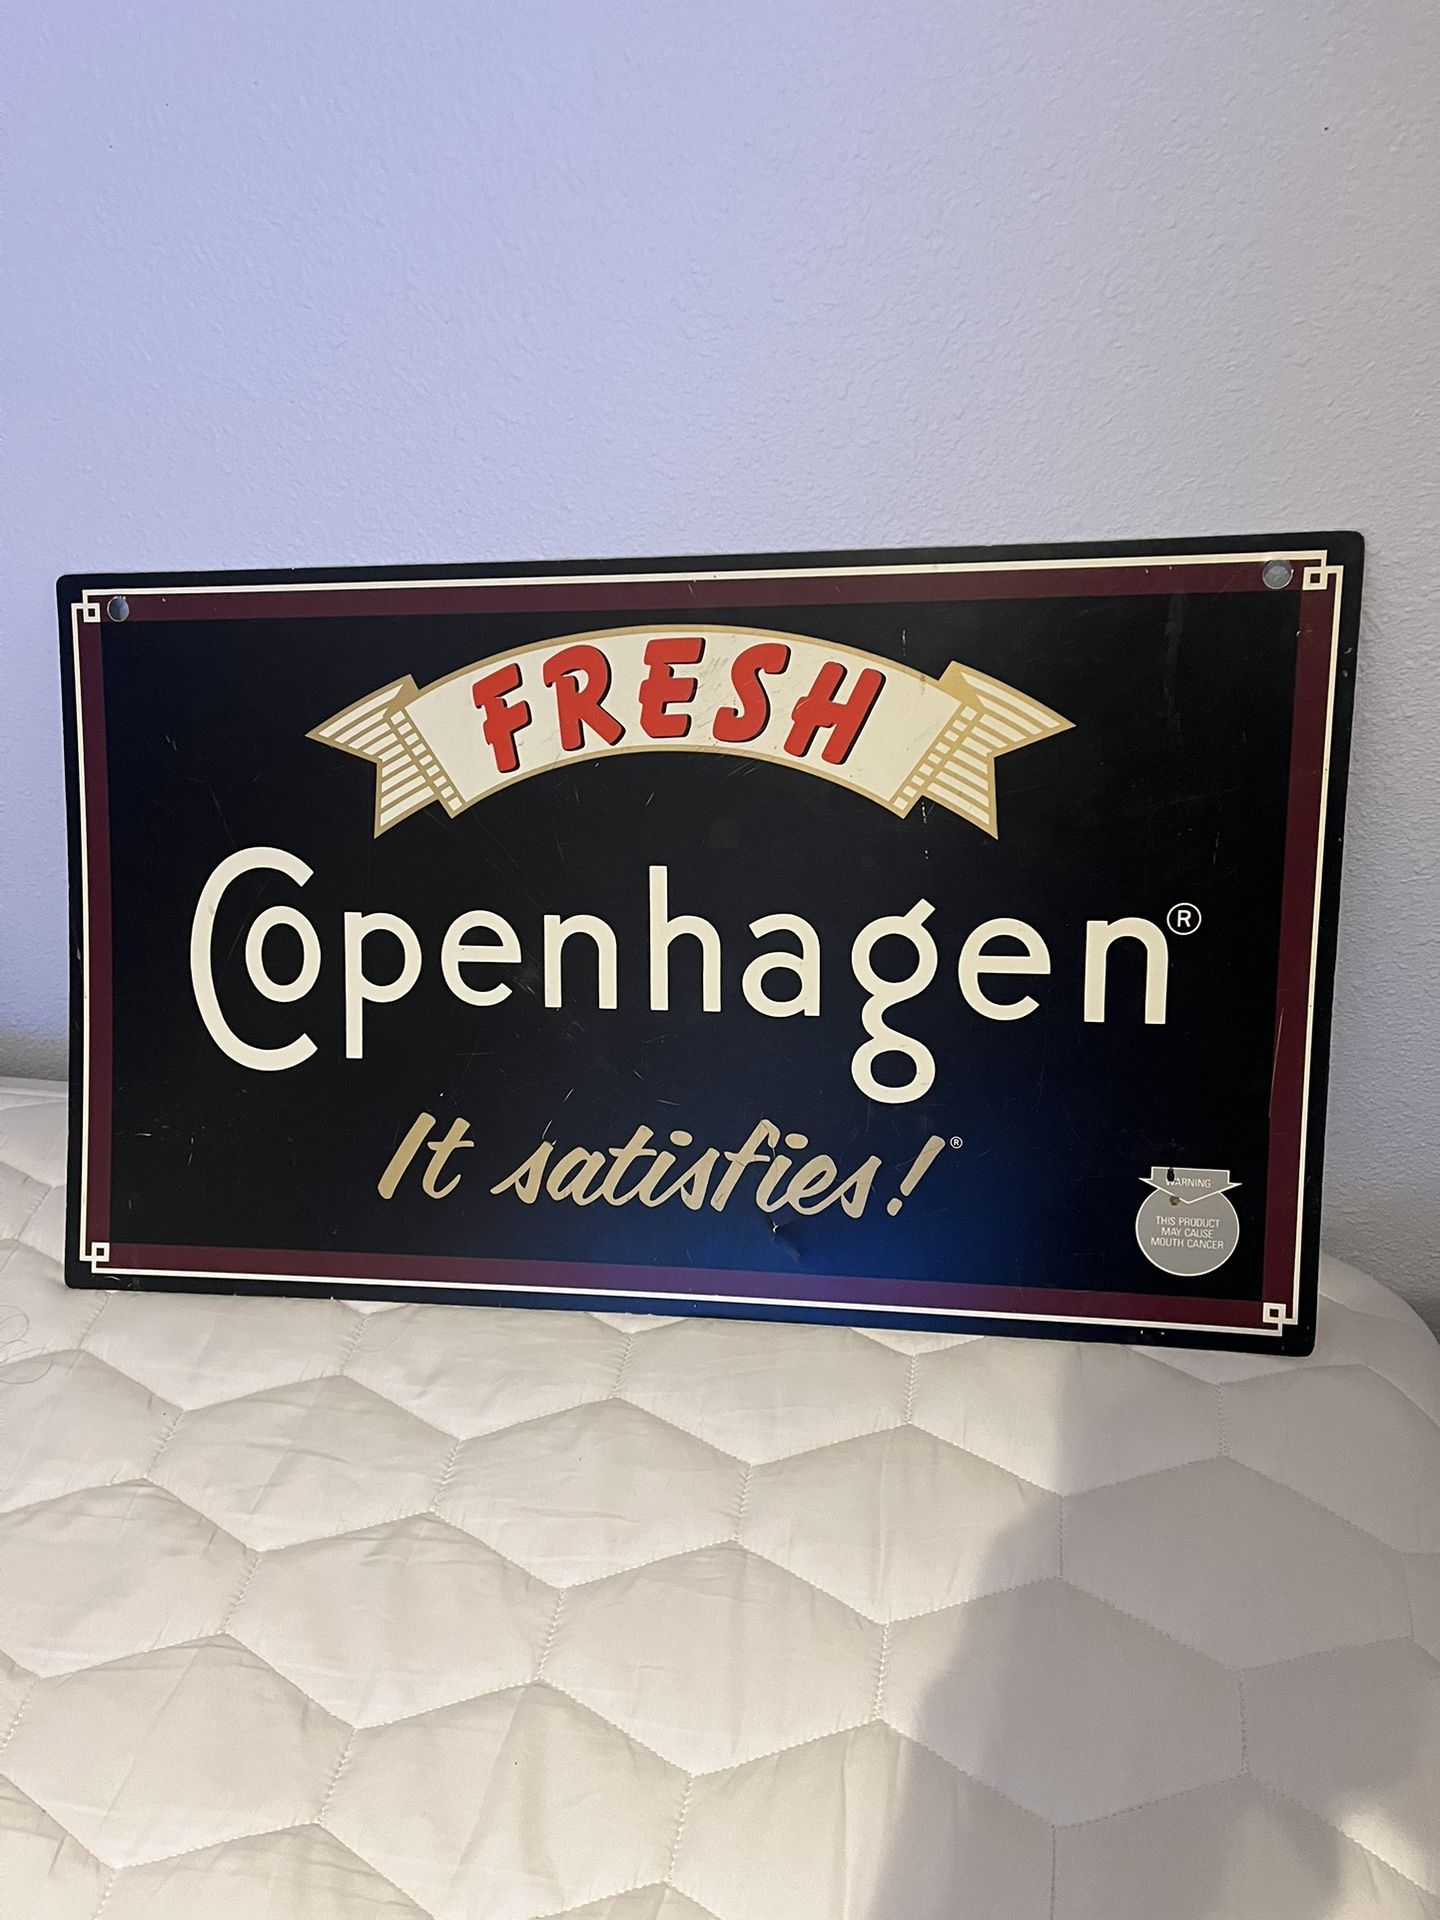 FRESH
Copenhagen®
It satisfies!®
WARNING
THIS PRODUCT
MAY CAUSE
MOUTH CANCER